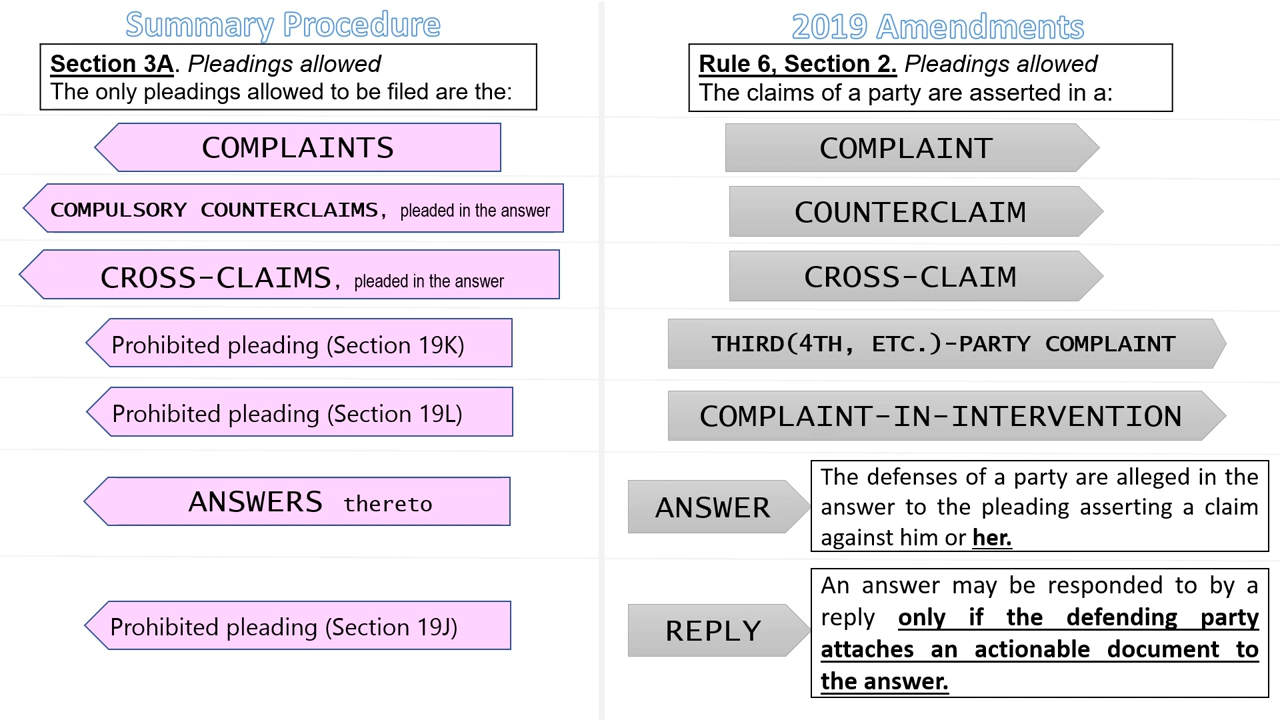 Summary Procedure
Section 3A. Pleadings allowed
The only pleadings allowed to be filed are the:
COMPLAINTS
COMPULSORY COUNTERCLAIMS, pleaded in the answer
CROSS-CLAIMS, pleaded in the answer
Prohibited pleading (Section 19K)
Prohibited pleading (Section 19L)
ANSWERS thereto
Prohibited pleading (Section 19J)
2019 Amendments
Rule 6, Section 2. Pleadings allowed
The claims of a party are asserted in a:
COMPLAINT
COUNTERCLAIM
CROSS-CLAIM
THIRD(4TH, ETC.)-PARTY COMPLAINT
COMPLAINT-IN-INTERVENTION
ANSWER
The defenses of a party are alleged in the
answer to the pleading asserting a claim
against him or her.
REPLY
An answer may be responded to by a
reply only if the defending party
attaches an actionable document to
the answer.